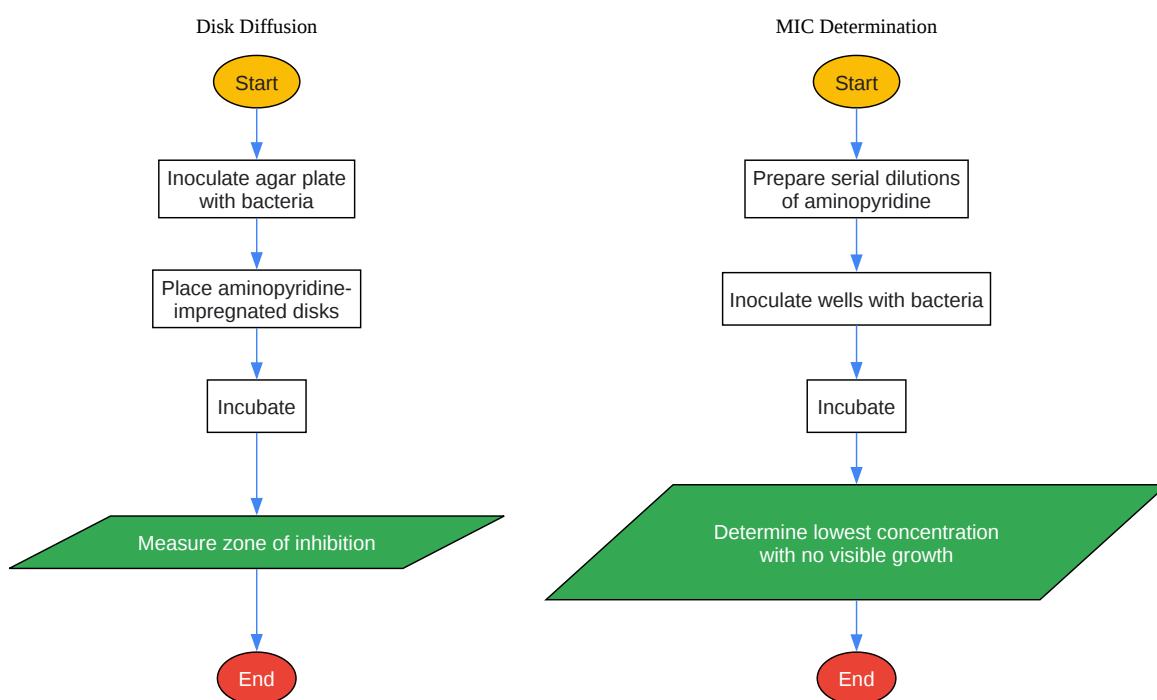 Disk Diffusion
Start
Inoculate agar plate
with bacteria
Place aminopyridine-
impregnated disks
Incubate
Measure zone of inhibition
End
MIC Determination
Start
Prepare serial dilutions
of aminopyridine
Inoculate wells with bacteria
Incubate
Determine lowest concentration
with no visible growth
End